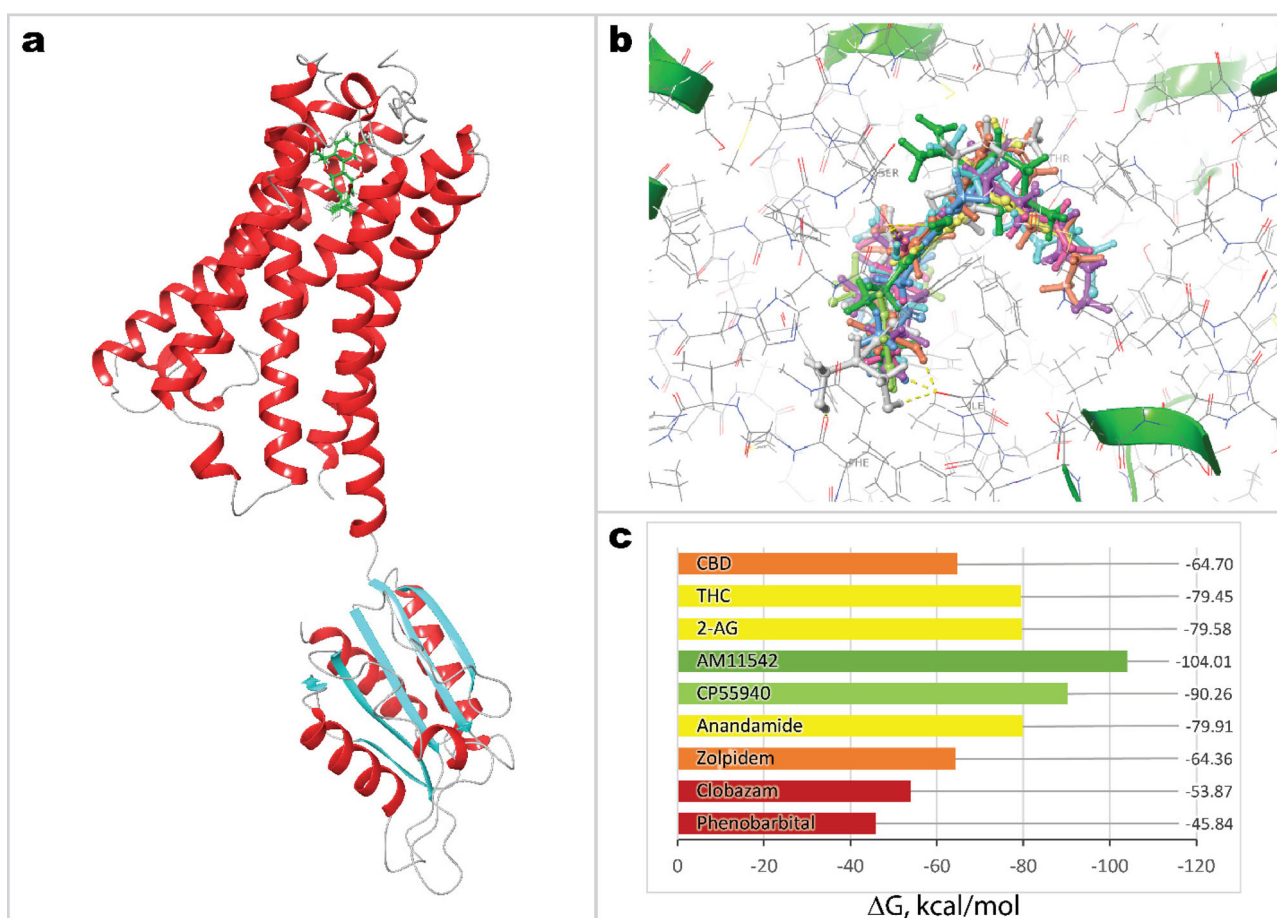 a
b
SER
THR
ILE
PHE
c
CBD -64.70
THC -79.45
2-AG -79.58
AM11542 -104.01
CP55940 -90.26
Anandamide -79.91
Zolpidem -64.36
Clobazam -53.87
Phenobarbital -45.84
0 -20 -40 -60 -80 -100 -120
ΔG, kcal/mol